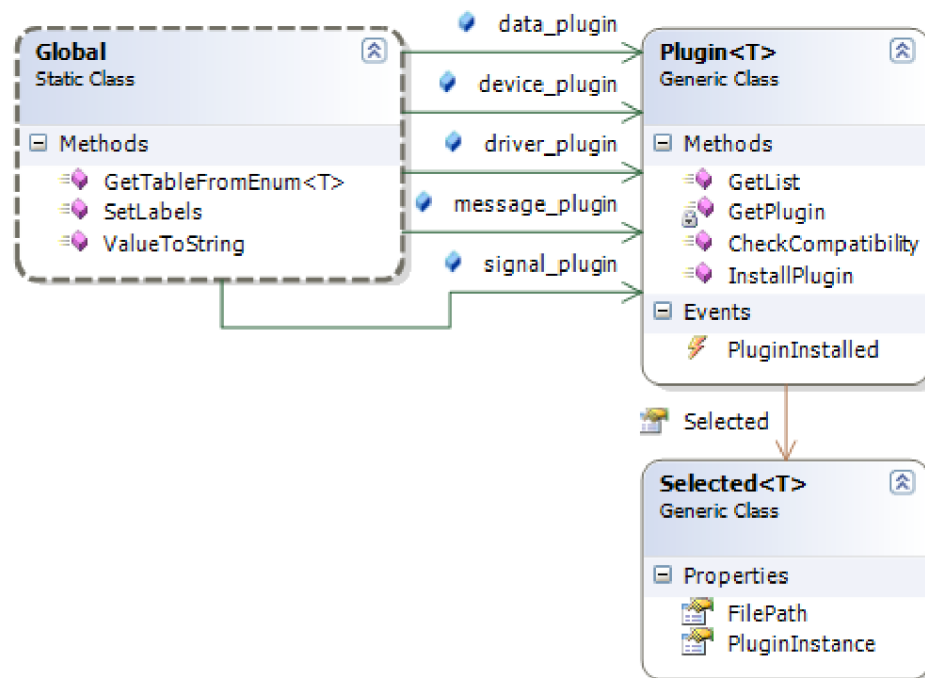 Global
Static Class
Methods
GetTableFromEnum<T>
SetLabels
ValueToString
data_plugin
device_plugin
driver_plugin
message_plugin
signal_plugin
Plugin<T>
Generic Class
Methods
GetList
GetPlugin
CheckCompatibility
InstallPlugin
Events
PluginInstalled
Selected
Selected<T>
Generic Class
Properties
FilePath
PluginInstance